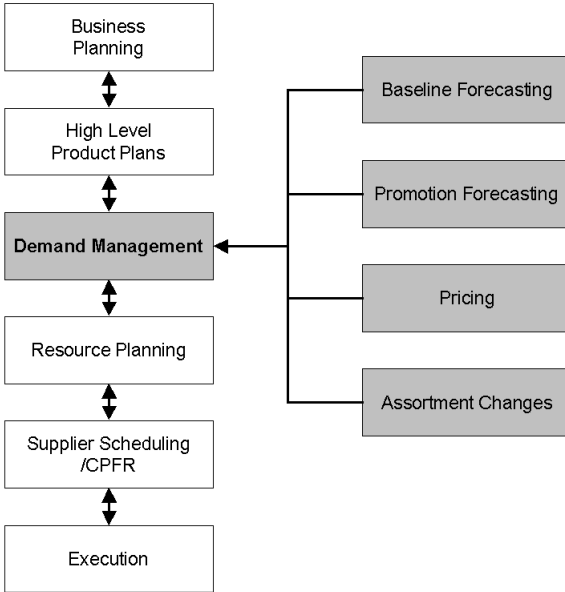 Business
Planning
High Level
Product Plans
Demand Management
Resource Planning
Supplier Scheduling
/CPFR
Execution
Baseline Forecasting
Promotion Forecasting
Pricing
Assortment Changes